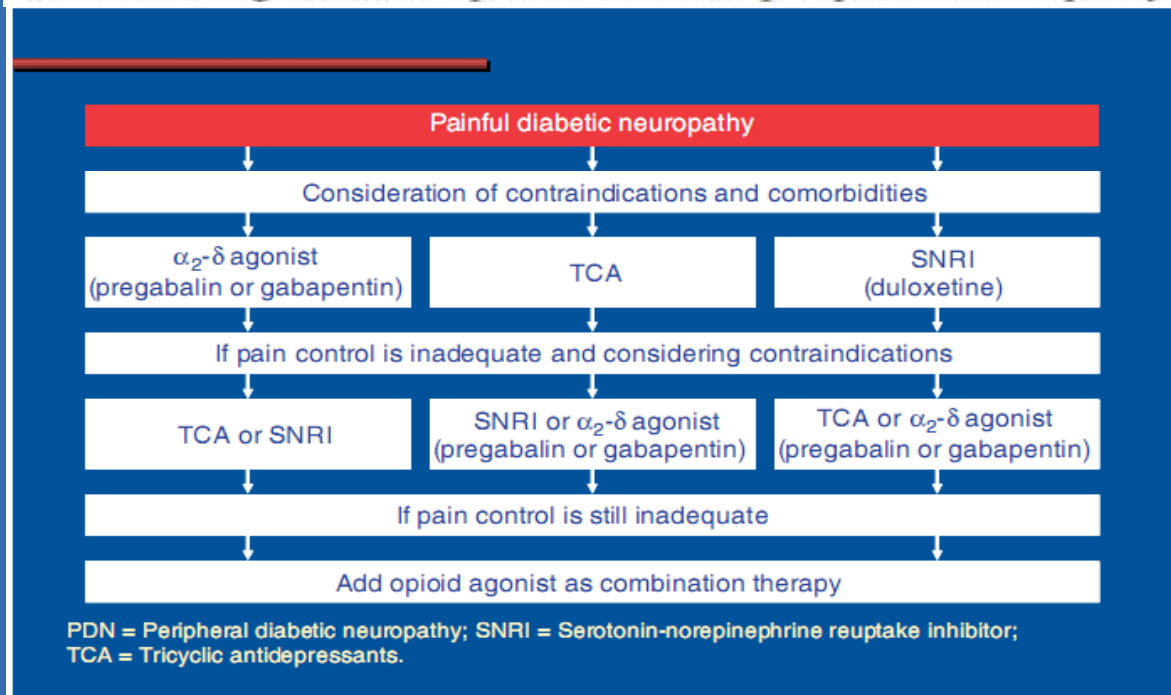 Painful diabetic neuropathy
Consideration of contraindications and comorbidities
α₂-δ agonist
(pregabalin or gabapentin)
TCA
SNRI
(duloxetine)
If pain control is inadequate and considering contraindications
TCA or SNRI
SNRI or α₂-δ agonist
(pregabalin or gabapentin)
TCA or α₂-δ agonist
(pregabalin or gabapentin)
If pain control is still inadequate
Add opioid agonist as combination therapy
PDN = Peripheral diabetic neuropathy; SNRI = Serotonin-norepinephrine reuptake inhibitor;
TCA = Tricyclic antidepressants.